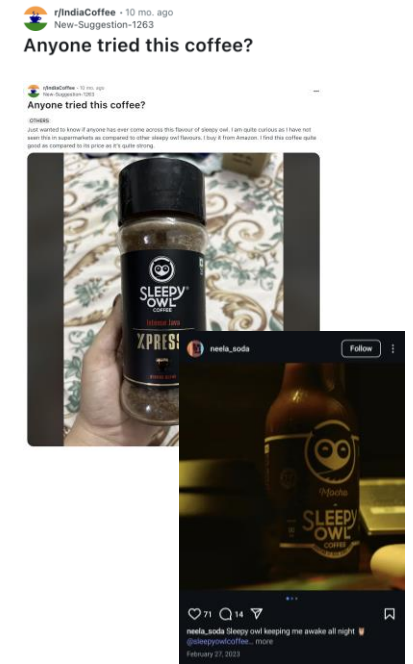 r/IndiaCoffee • 10 mo. ago
New-Suggestion-1263
Anyone tried this coffee?
r/IndiaCoffee • 10 mo. ago
New-Suggestion-1263
Anyone tried this coffee?
OTHERS
Just wanted to know if anyone has ever come across this flavour of sleepy owl. I am quite curious as I have not
seen this in supermarkets as compared to other sleepy owl flavours. I buy it from Amazon. I find this coffee quite
good as compared to its price as it's quite strong.
SLEEPY
OWL
COFFEE
Intense Java
XPRESS
neela_soda
Follow
Mocha
SLEEPY
OWL
COFFEE
71
14
neela_soda Sleepy owl keeping me awake all night 🦉
@sleepyowlcoffee... more
February 27, 2023